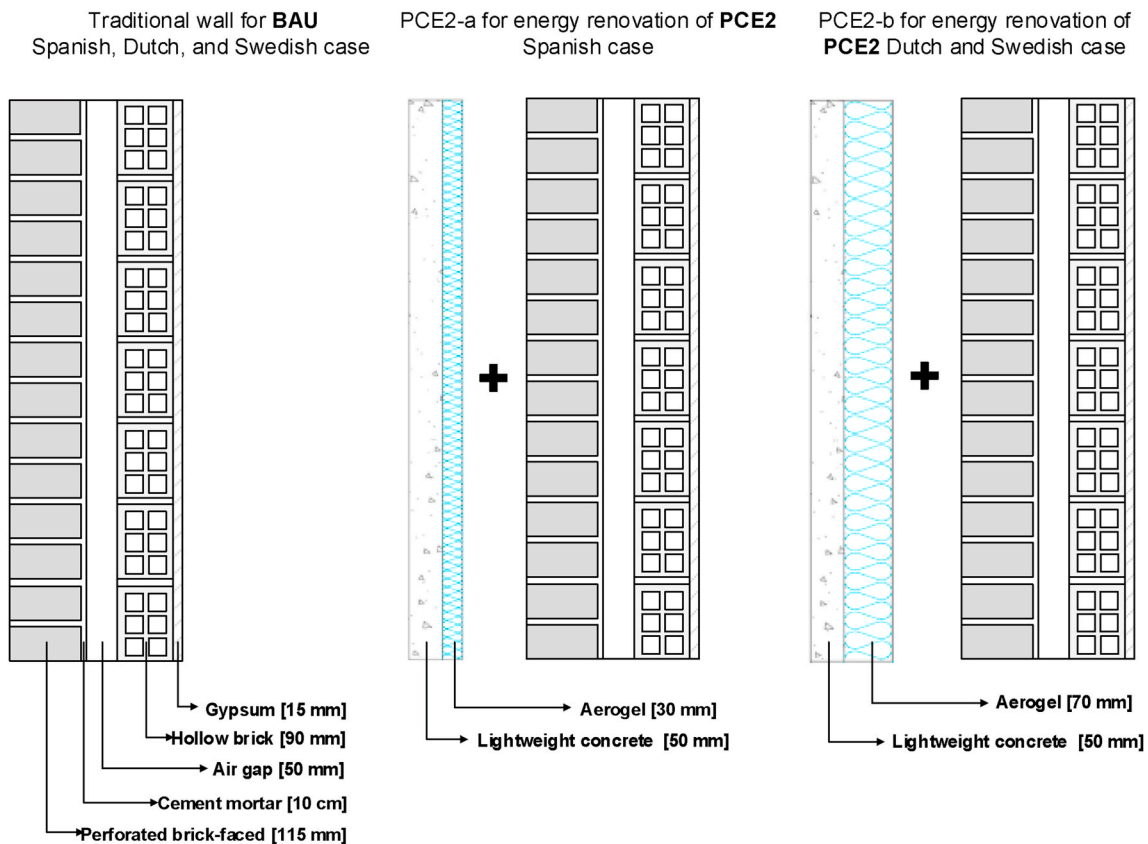 Traditional wall for BAU
Spanish, Dutch, and Swedish case
PCE2-a for energy renovation of PCE2
Spanish case
PCE2-b for energy renovation of
PCE2 Dutch and Swedish case
Gypsum [15 mm]
Hollow brick [90 mm]
Air gap [50 mm]
Cement mortar [10 cm]
Perforated brick-faced [115 mm]
Aerogel [30 mm]
Lightweight concrete [50 mm]
Aerogel [70 mm]
Lightweight concrete [50 mm]